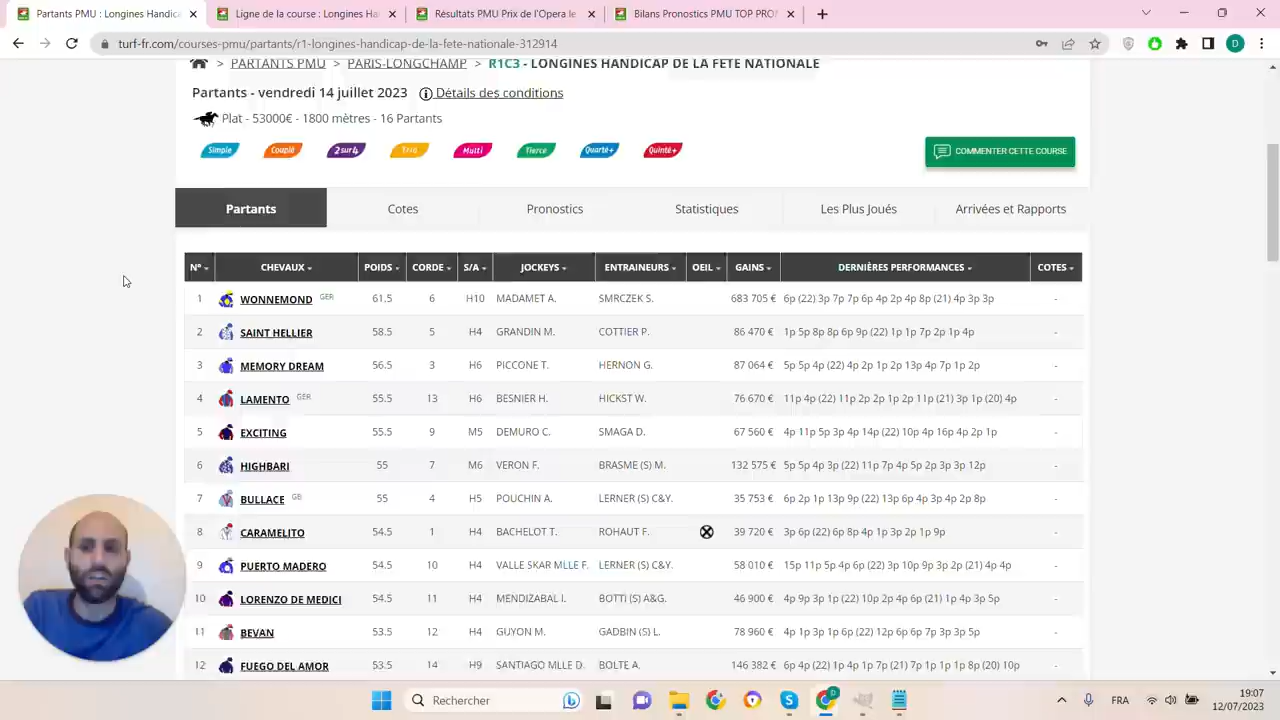 Partants PMU : Longines Handic
Ligne de course : Longines Ha
Résultats PMU Prix de l'Opera le
Bilans Pronostics PMU TOP PRO
turf-fr.com/courses-pmu/partants/r1-longines-handicap-de-la-fete-nationale-312914
> PARTANTS PMU > PARIS-LONGCHAMP > R1C3 - LONGINES HANDICAP DE LA FETE NATIONALE
Partants - vendredi 14 juillet 2023 Détails des conditions
Plat - 53000€ - 1800 mètres - 16 Partants
Simple Couplé 2sur4 Trio Multi Tiercé Quarté+ Quinté+
COMMENTER CETTE COURSE
Partants Cotes Pronostics Statistiques Les Plus Joués Arrivées et Rapports
N° CHEVAUX POIDS CORDE S/A JOCKEYS ENTRAINEURS OEIL GAINS DERNIÈRES PERFORMANCES COTES
1 WONNEMOND GER 61.5 6 H10 MADAMET A. SMRCZEK S. 683 705 € 6p (22) 3p 7p 7p 6p 4p 2p 4p 8p (21) 4p 3p 3p -
2 SAINT HELLIER 58.5 5 H4 GRANDIN M. COTTIER P. 86 470 € 1p 5p 8p 8p 6p 9p (22) 1p 1p 7p 2p 1p 4p -
3 MEMORY DREAM 56.5 3 H6 PICCONE T. HERNON G. 87 064 € 5p 5p 4p (22) 4p 2p 1p 2p 13p 4p 7p 1p 2p -
4 LAMENTO GER 55.5 13 H6 BESNIER H. HICKST W. 76 670 € 11p 4p (22) 11p 2p 2p 1p 2p 11p (21) 3p 1p (20) 4p -
5 EXCITING 55.5 9 M5 DEMURO C. SMAGA D. 67 560 € 4p 11p 5p 3p 4p 14p (22) 10p 4p 16p 4p 2p 1p -
6 HIGHBARI 55 7 M6 VERON F. BRASME (S) M. 132 575 € 5p 5p 4p 3p (22) 11p 7p 4p 5p 2p 3p 3p 12p -
7 BULLACE GB 55 4 H5 POUCHIN A. LERNER (S) C&Y. 35 753 € 6p 2p 1p 13p 9p (22) 13p 6p 4p 3p 4p 2p 8p -
8 CARAMELITO 54.5 1 H4 BACHELOT T. ROHAUT F. 39 720 € 3p 6p (22) 6p 8p 4p 1p 3p 2p 1p 9p -
9 PUERTO MADERO 54.5 10 H4 VALLE SKAR MLLE F. LERNER (S) C&Y. 58 010 € 15p 11p 5p 4p 6p (22) 3p 10p 9p 3p 2p (21) 4p 4p -
10 LORENZO DE MEDICI 54.5 11 H4 MENDIZABAL I. BOTTI (S) A&G. 46 900 € 4p 9p 3p 1p (22) 10p 2p 4p 6p (21) 1p 4p 3p 5p -
11 BEVAN 53.5 12 H4 GUYON M. GADBIN (S) L. 78 960 € 4p 1p 3p 1p 6p (22) 12p 6p 6p 7p 3p 3p 5p -
12 FUEGO DEL AMOR 53.5 14 H9 SANTIAGO MLLE D. BOLTE A. 146 382 € 6p 4p (22) 1p 4p 1p 7p (21) 7p 1p 1p 1p 8p (20) 10p -
Rechercher
FRA
19:07
12/07/2023